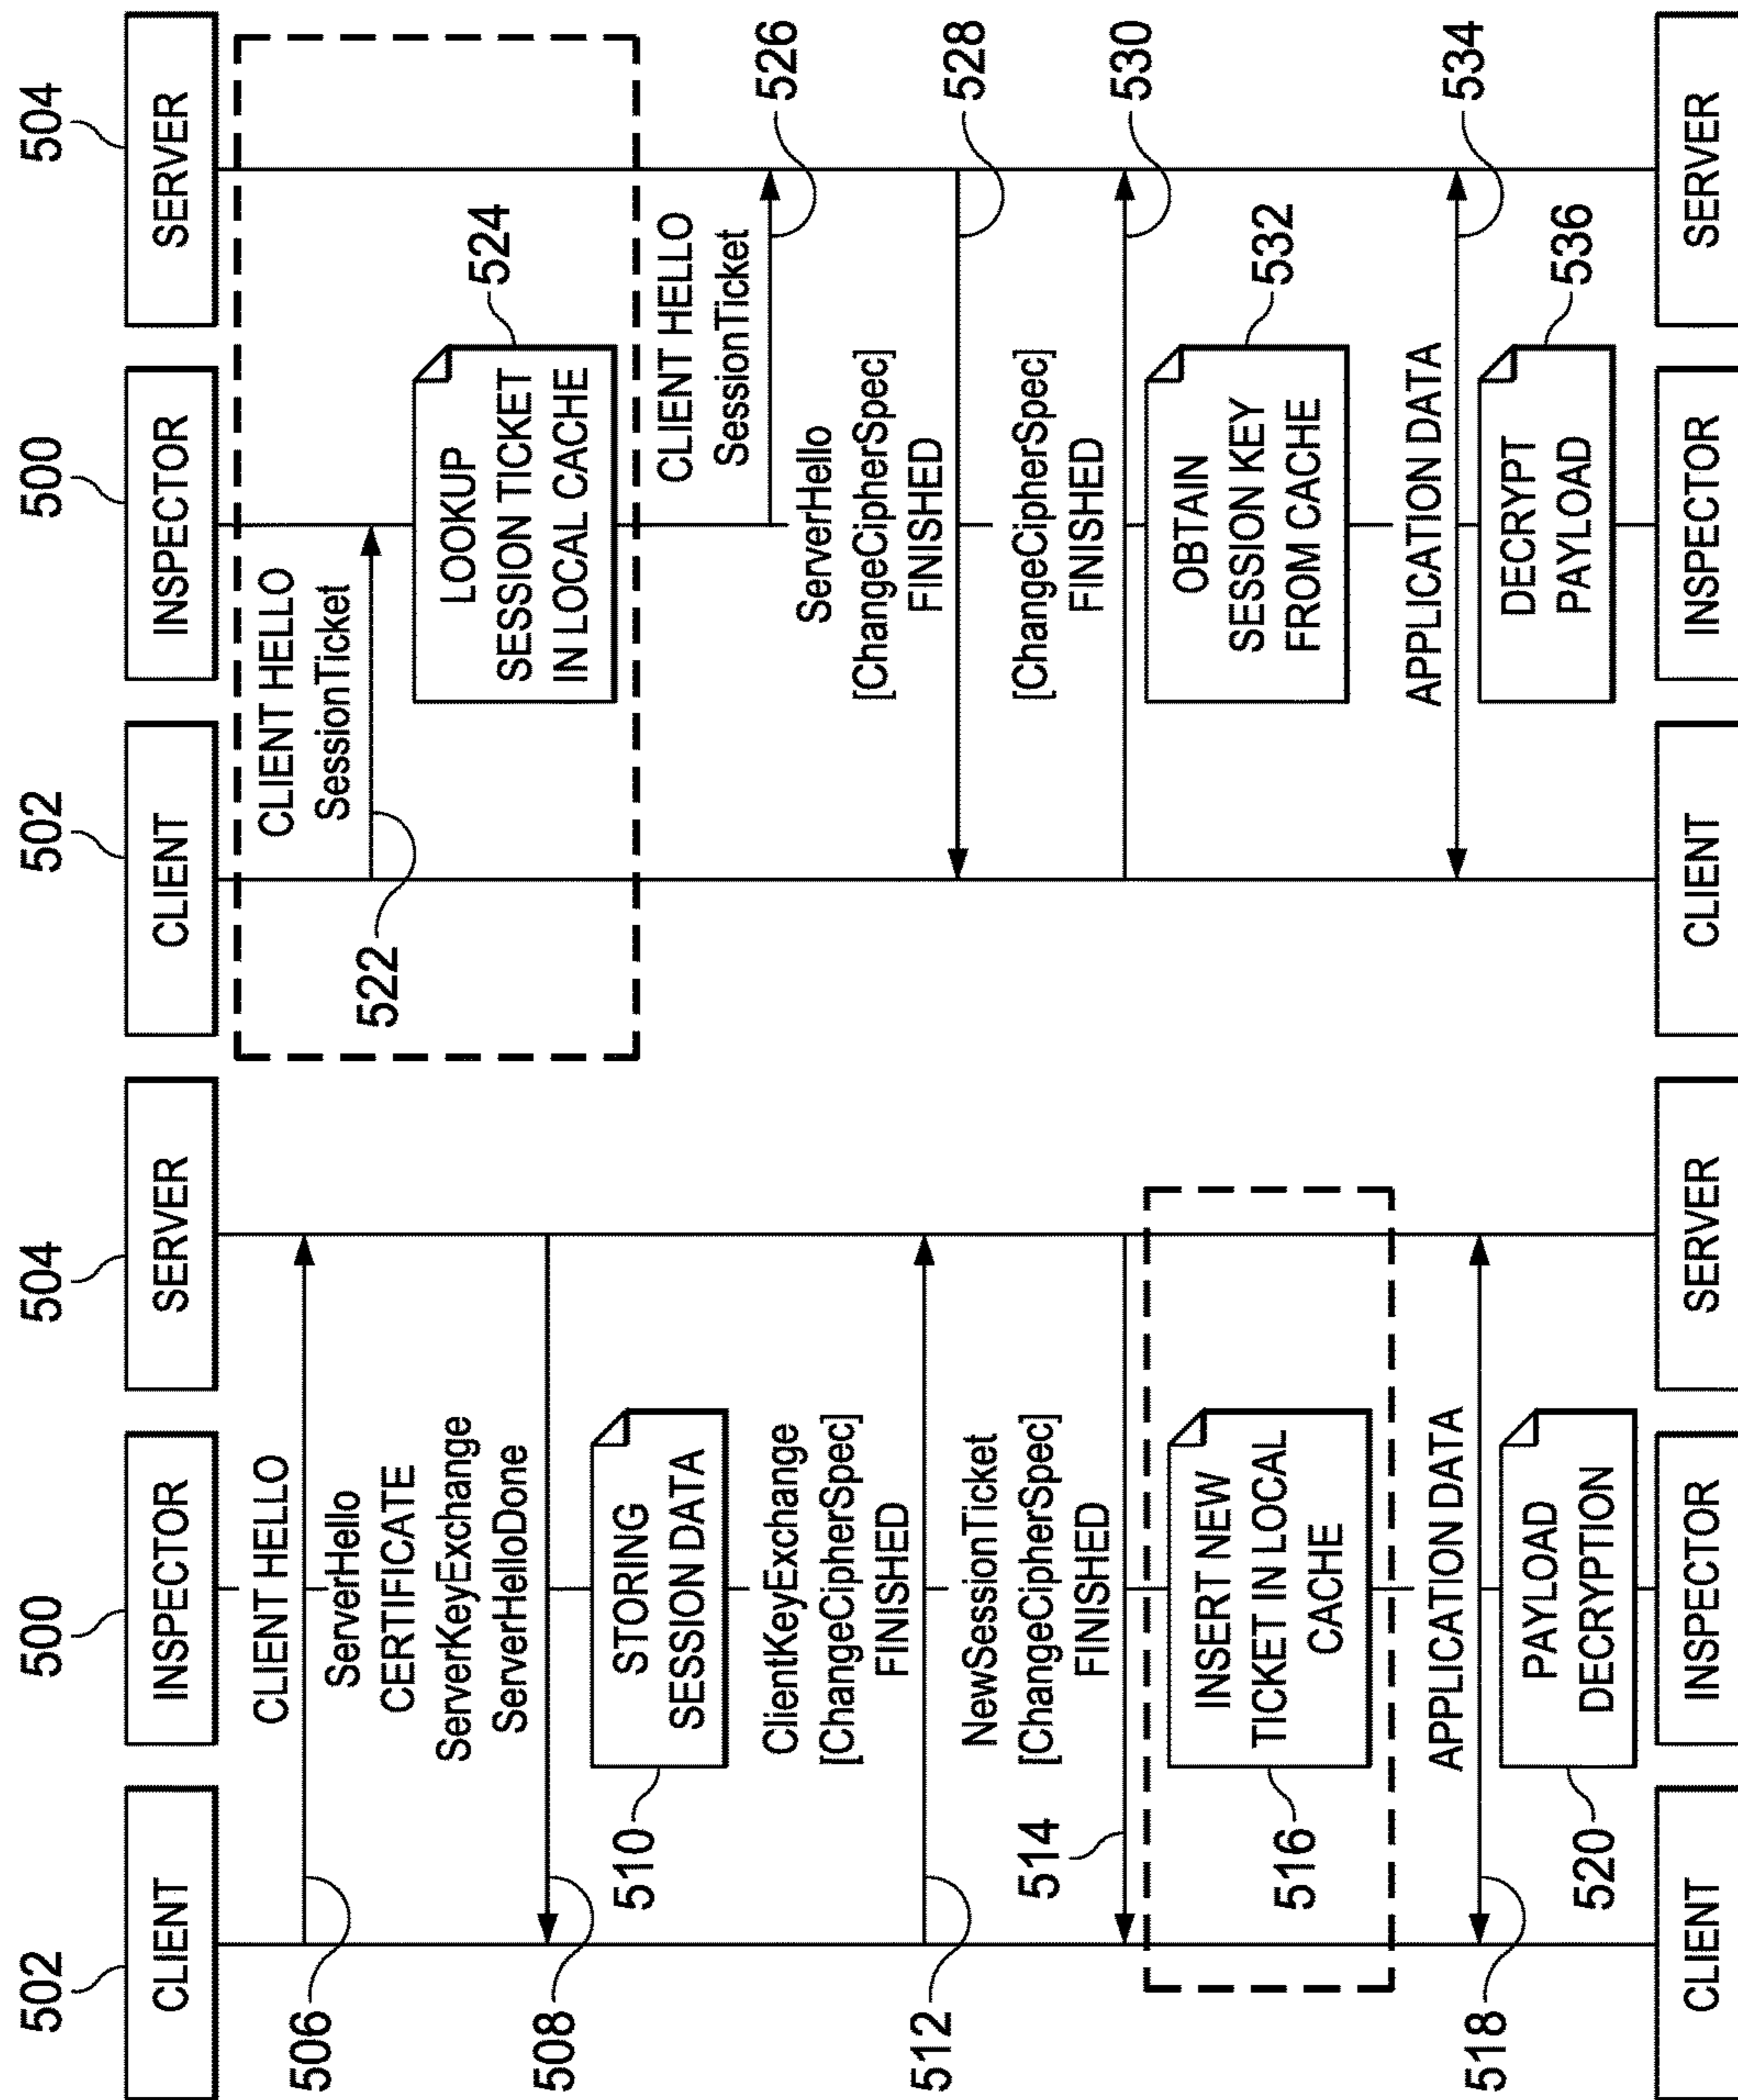 502
500
504
CLIENT
INSPECTOR
SERVER
CLIENT HELLO
506
ServerHello
CERTIFICATE
ServerKeyExchange
ServerHelloDone
508
STORING
SESSION DATA
510
ClientKeyExchange
[ChangeCipherSpec]
FINISHED
512
NewSessionTicket
[ChangeCipherSpec]
FINISHED
514
INSERT NEW
TICKET IN LOCAL
CACHE
516
APPLICATION DATA
518
PAYLOAD
DECRYPTION
520
CLIENT
INSPECTOR
SERVER
502
500
504
CLIENT
INSPECTOR
SERVER
CLIENT HELLO
SessionTicket
522
LOOKUP
SESSION TICKET
IN LOCAL CACHE
524
CLIENT HELLO
SessionTicket
526
ServerHello
[ChangeCipherSpec]
FINISHED
528
[ChangeCipherSpec]
FINISHED
530
OBTAIN
SESSION KEY
FROM CACHE
532
APPLICATION DATA
534
DECRYPT
PAYLOAD
536
CLIENT
INSPECTOR
SERVER